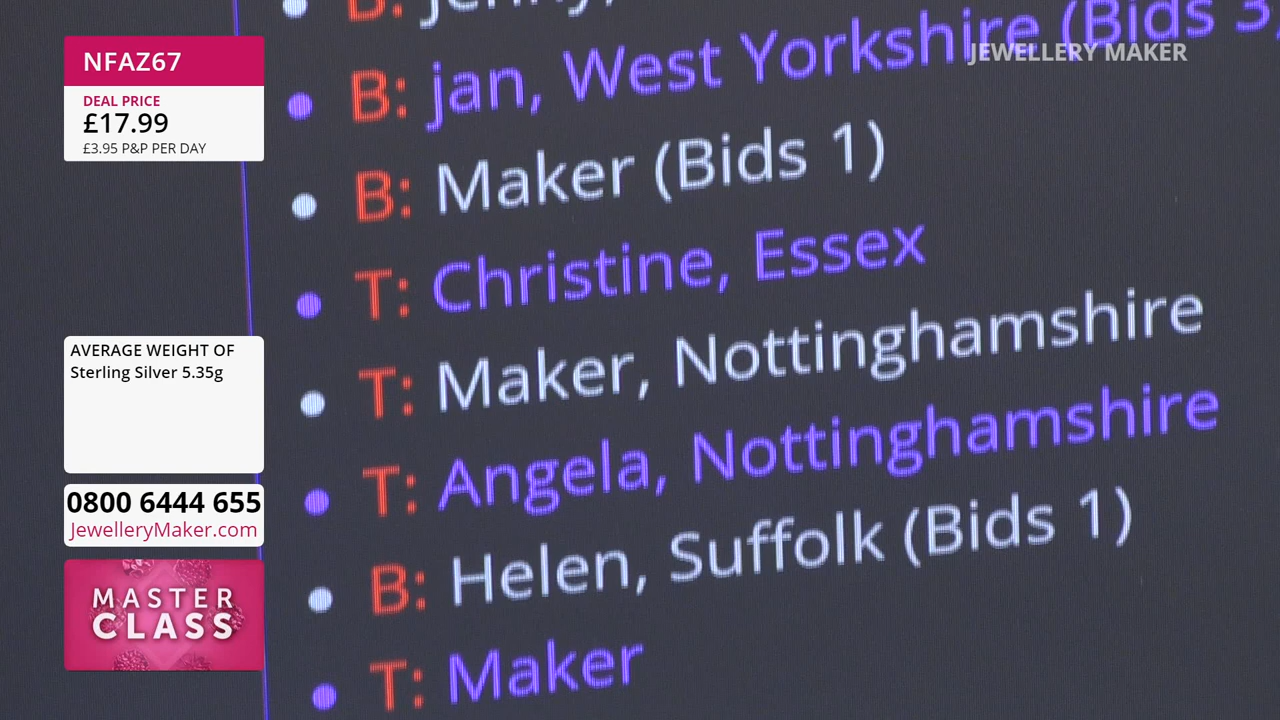 NFAZ67
DEAL PRICE
£17.99
£3.95 P&P PER DAY
AVERAGE WEIGHT OF
Sterling Silver 5.35g
0800 6444 655
JewelleryMaker.com
MASTER
CLASS
JEWELLERY MAKER
B: Jenny,
B: jan, West Yorkshire (Bids 3,
B: Maker (Bids 1)
T: Christine, Essex
T: Maker, Nottinghamshire
T: Angela, Nottinghamshire
B: Helen, Suffolk (Bids 1)
T: Maker